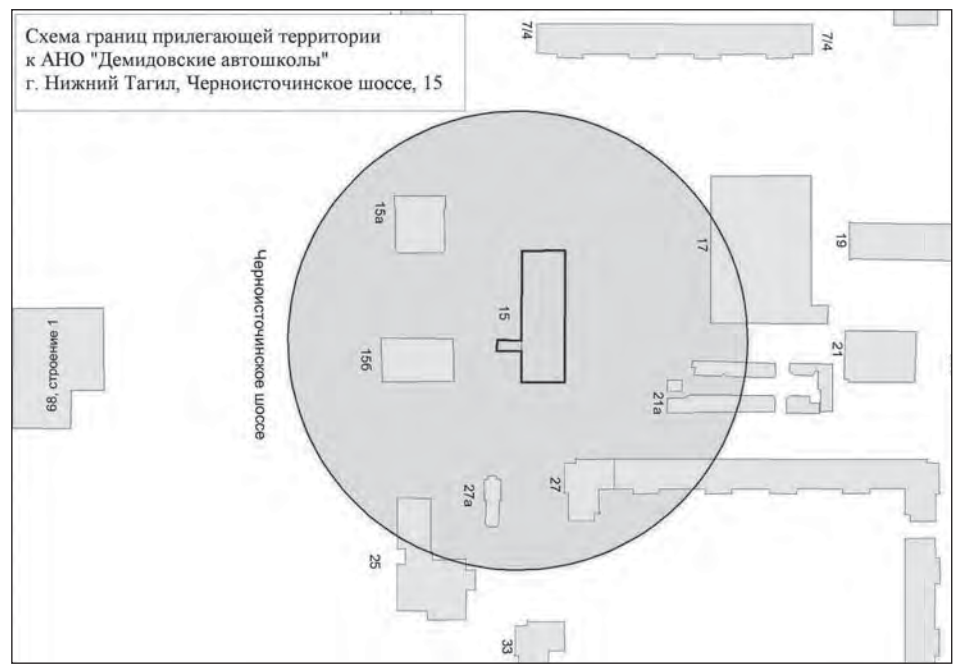 Схема границ прилегающей территории
к АНО "Демидовские автошколы"
г. Нижний Тагил, Черноисточинское шоссе, 15
7/4
7/4
15а
17
19
Черноисточинское шоссе
15
68, строение 1
15б
21
21а
27а
27
25
33